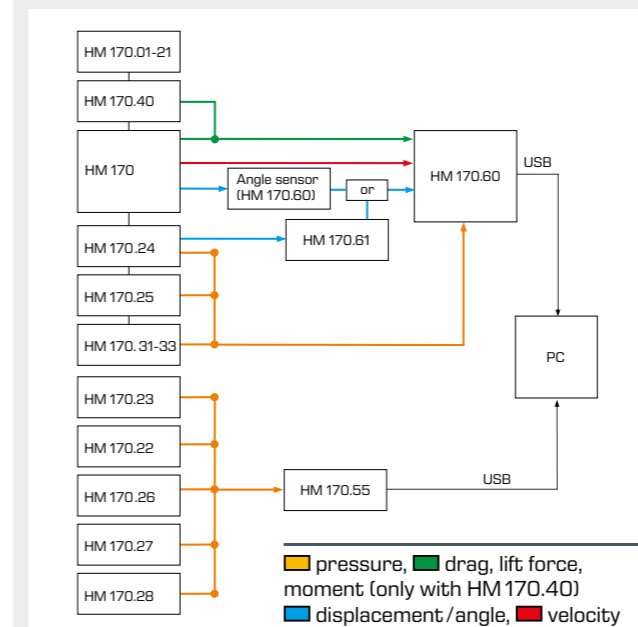 HM 170.01-21
HM 170.40
HM 170
HM 170.24
HM 170.25
HM 170.31-33
HM 170.23
HM 170.22
HM 170.26
HM 170.27
HM 170.28
Angle sensor
(HM 170.60)
or
HM 170.61
HM 170.60
USB
PC
HM 170.55
USB
pressure, drag, lift force,
moment (only with HM 170.40)
displacement/angle, velocity